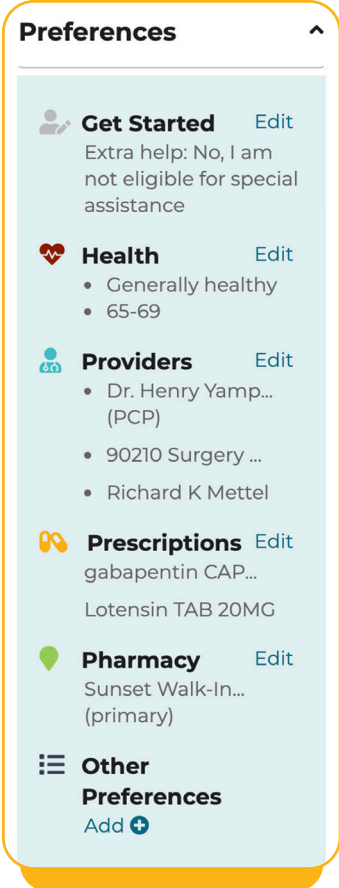 Preferences
Get Started Edit
Extra help: No, I am
not eligible for special
assistance
Health Edit
Generally healthy
65-69
Providers Edit
Dr. Henry Yamp...
(PCP)
90210 Surgery ...
Richard K Mettel
Prescriptions Edit
gabapentin CAP...
Lotensin TAB 20MG
Pharmacy Edit
Sunset Walk-In...
(primary)
Other
Preferences
Add